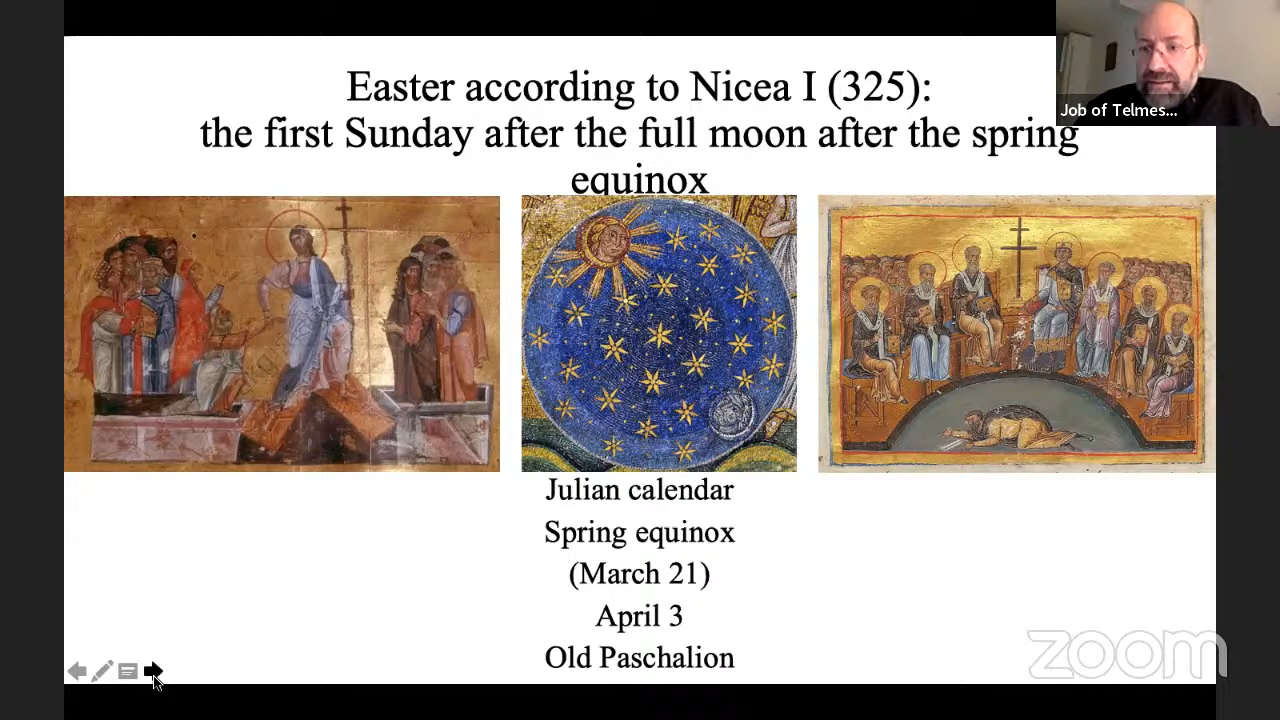 Easter according to Nicea I (325):
the first Sunday after the full moon after the spring
equinox
Job of Telmes...
Julian calendar
Spring equinox
(March 21)
April 3
Old Paschalion
zoom